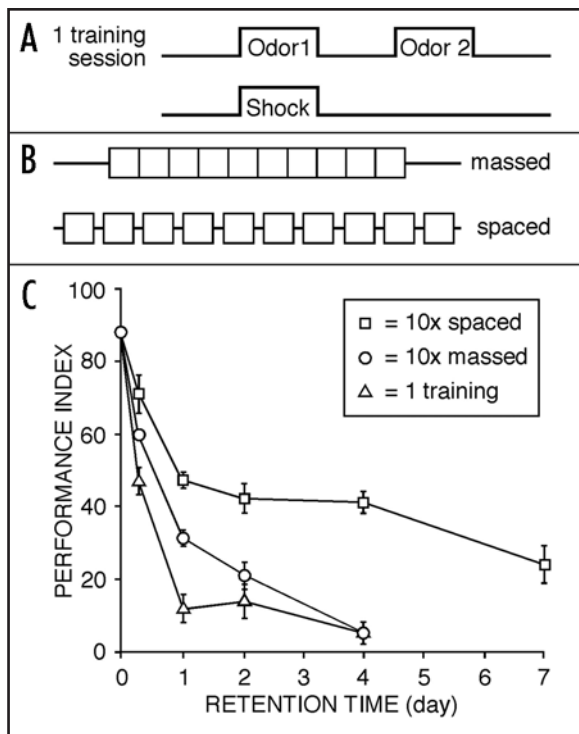 A
1 training
session
Odor1
Odor 2
Shock
B
massed
spaced
C
PERFORMANCE INDEX
100
80
60
40
20
0
= 10x spaced
= 10x massed
= 1 training
0 1 2 3 4 5 6 7
RETENTION TIME (day)